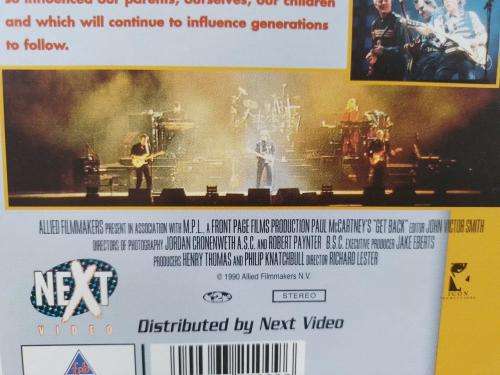 so influenced our parents, ourselves, our children
and which will continue to influence generations
to follow.
ALLIED FILMMAKERS PRESENT IN ASSOCIATION WITH M.P.L. A FRONT PAGE FILMS PRODUCTION PAUL McCARTNEY'S "GET BACK" EDITOR JOHN VICTOR SMITH
DIRECTORS OF PHOTOGRAPHY JORDAN CRONENWETH A.S.C. AND ROBERT PAYNTER B.S.C. EXECUTIVE PRODUCER JAKE EBERTS
PRODUCERS HENRY THOMAS AND PHILIP KNATCHBULL DIRECTOR RICHARD LESTER
© 1990 Allied Filmmakers N.V.
STEREO
NEXT
VIDEO
Distributed by Next Video
ICON